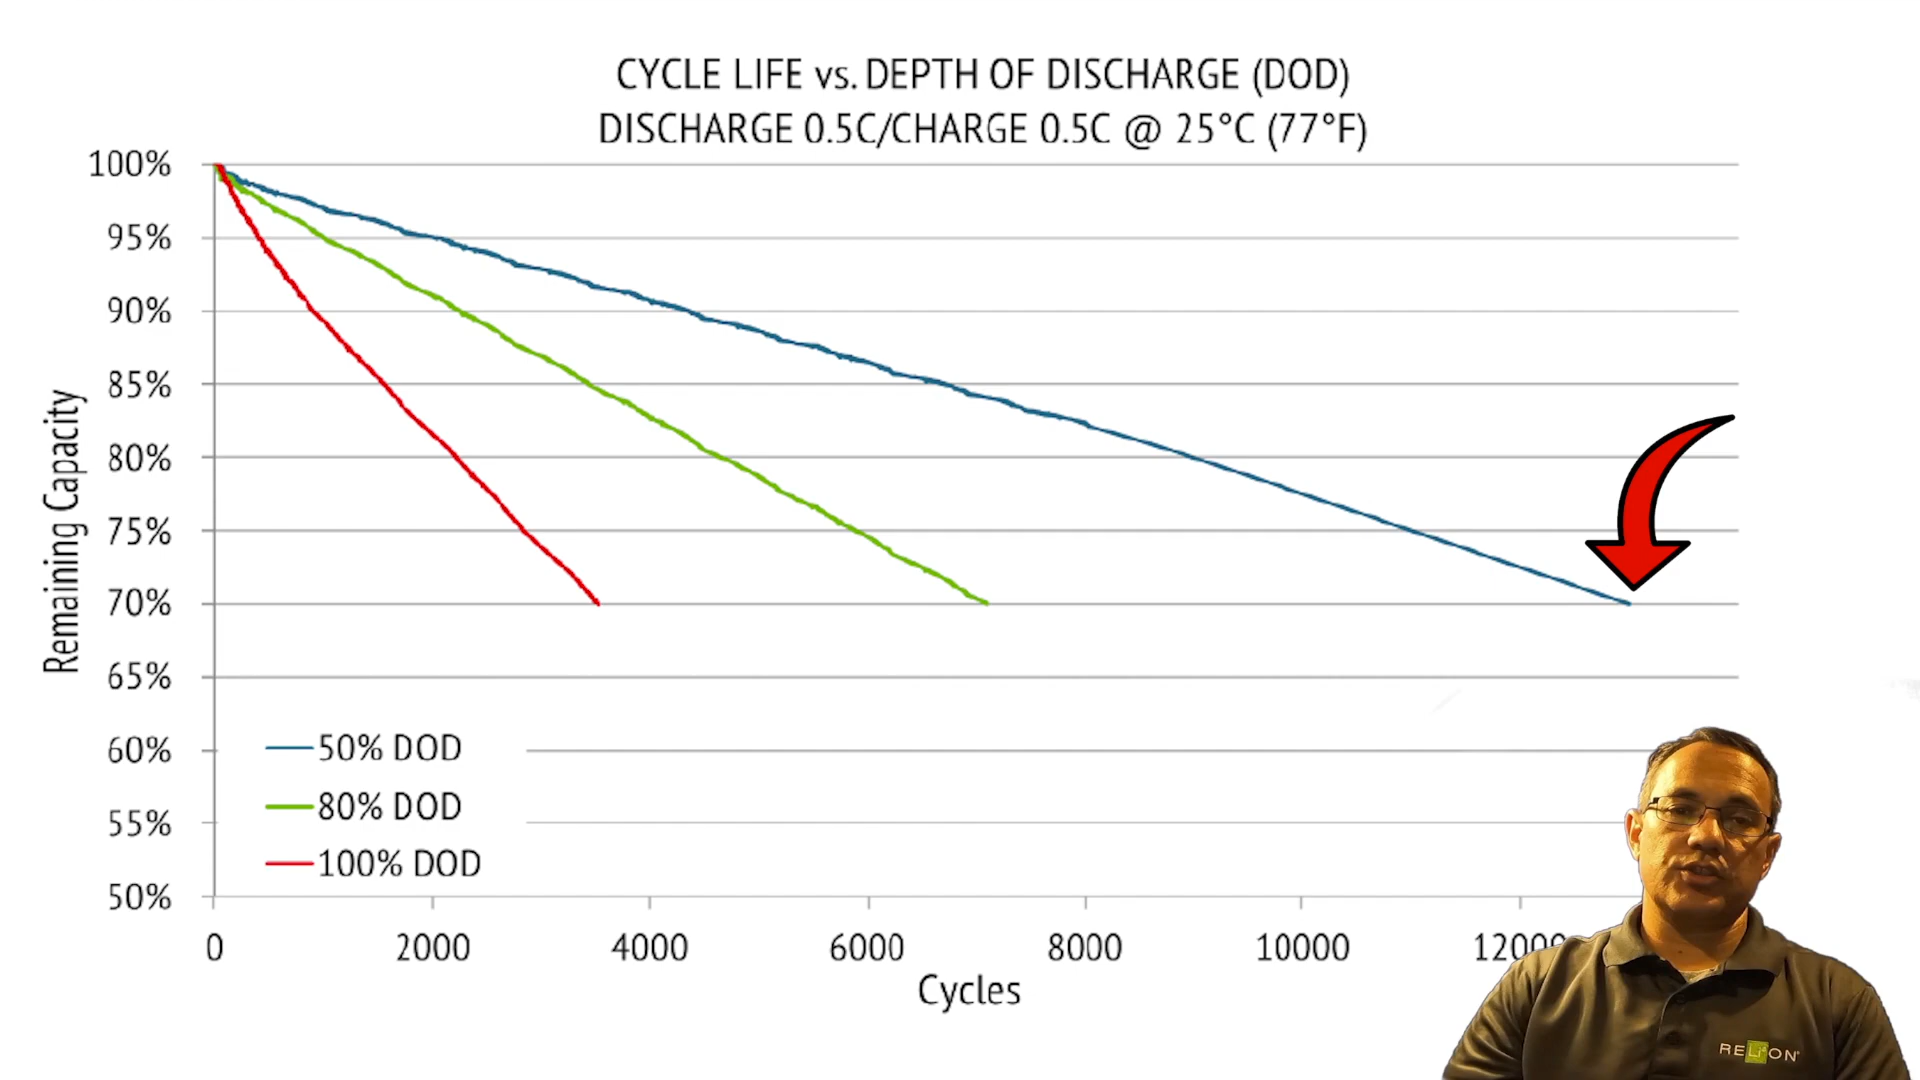 CYCLE LIFE vs. DEPTH OF DISCHARGE (DOD)
DISCHARGE 0.5C/CHARGE 0.5C @ 25°C (77°F)
100%
95%
90%
85%
80%
75%
70%
65%
60%
55%
50%
Remaining Capacity
50% DOD
80% DOD
100% DOD
0 2000 4000 6000 8000 10000 12000
Cycles
RELiON®